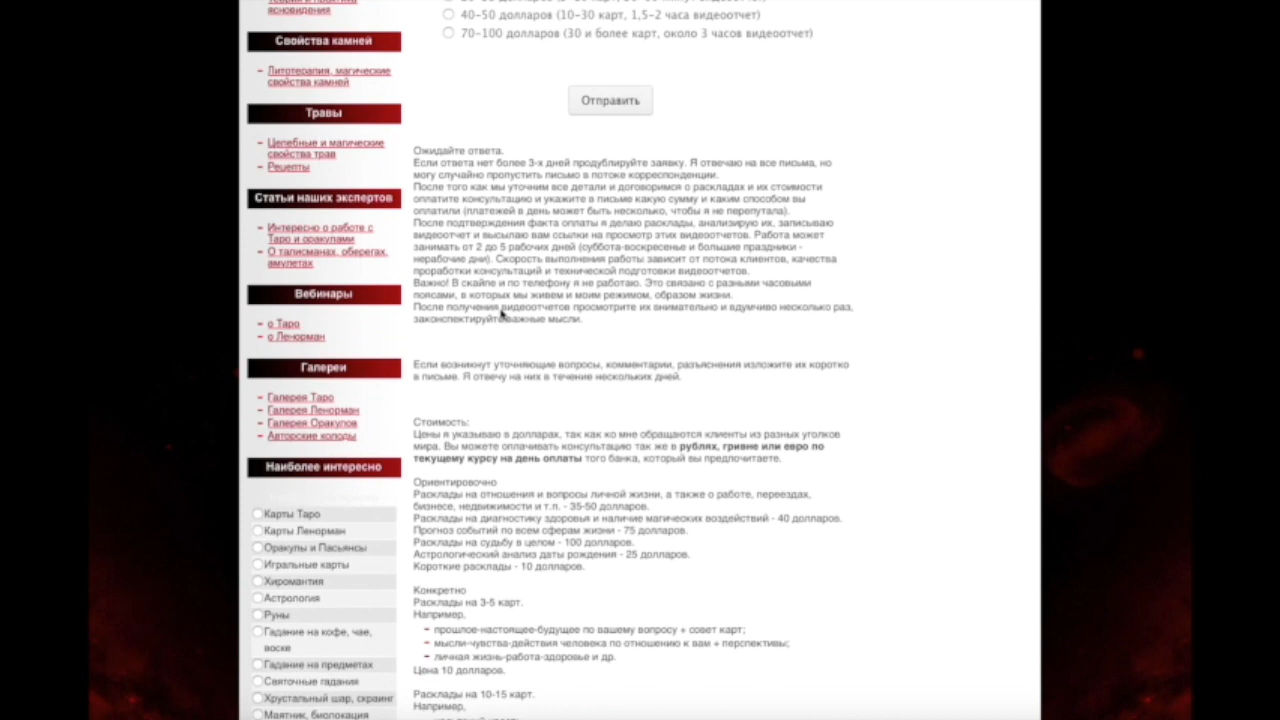 ясновидения
Свойства камней
– Литотерапия, магические
свойства камней
Травы
– Целебные и магические
свойства трав
– Рецепты
Статьи наших экспертов
– Интересно о работе с
Таро и оракулами
– О талисманах, оберегах,
амулетах
Вебинары
– о Таро
– о Ленорман
Галереи
– Галерея Таро
– Галерея Ленорман
– Галерея Оракулов
– Авторские колоды
Наиболее интересно
Карты Таро
Карты Ленорман
Оракулы и Пасьянсы
Игральные карты
Хиромантия
Астрология
Руны
Гадание на кофе, чае,
воске
Гадание на предметах
Святочные гадания
Хрустальный шар, скраинг
Маятник, биолокация
40–50 долларов (10–30 карт, 1,5–2 часа видеоотчет)
70–100 долларов (30 и более карт, около 3 часов видеоотчет)
Отправить
Ожидайте ответа.
Если ответа нет более 3-х дней продублируйте заявку. Я отвечаю на все письма, но
могу случайно пропустить письмо в потоке корреспонденции.
После того как мы уточним все детали и договоримся о раскладах и их стоимости
оплатите консультацию и укажите в письме какую сумму и каким способом вы
оплатили (платежей в день может быть несколько, чтобы я не перепутала).
После подтверждения факта оплаты я делаю расклады, анализирую их, записываю
видеоотчет и высылаю вам ссылки на просмотр этих видеоотчетов. Работа может
занимать от 2 до 5 рабочих дней (суббота-воскресенье и большие праздники -
нерабочие дни). Скорость выполнения работы зависит от потока клиентов, качества
проработки консультаций и технической подготовки видеоотчетов.
Важно! В скайпе и по телефону я не работаю. Это связано с разными часовыми
поясами, в которых мы живем и моим режимом, образом жизни.
После получения видеоотчетов просмотрите их внимательно и вдумчиво несколько раз,
законспектируйте важные мысли.
Если возникнут уточняющие вопросы, комментарии, разъяснения изложите их коротко
в письме. Я отвечу на них в течение нескольких дней.
Стоимость:
Цены я указываю в долларах, так как ко мне обращаются клиенты из разных уголков
мира. Вы можете оплачивать консультацию так же в рублях, гривне или евро по
текущему курсу на день оплаты того банка, который вы предпочитаете.
Ориентировочно
Расклады на отношения и вопросы личной жизни, а также о работе, переездах,
бизнесе, недвижимости и т.п. - 35-50 долларов.
Расклады на диагностику здоровья и наличие магических воздействий - 40 долларов.
Прогноз событий по всем сферам жизни - 75 долларов.
Расклады на судьбу в целом - 100 долларов.
Астрологический анализ даты рождения - 25 долларов.
Короткие расклады - 10 долларов.
Конкретно
Расклады на 3-5 карт.
Например,
– прошлое-настоящее-будущее по вашему вопросу + совет карт;
– мысли-чувства-действия человека по отношению к вам + перспективы;
– личная жизнь-работа-здоровье и др.
Цена 10 долларов.
Расклады на 10-15 карт.
Например,